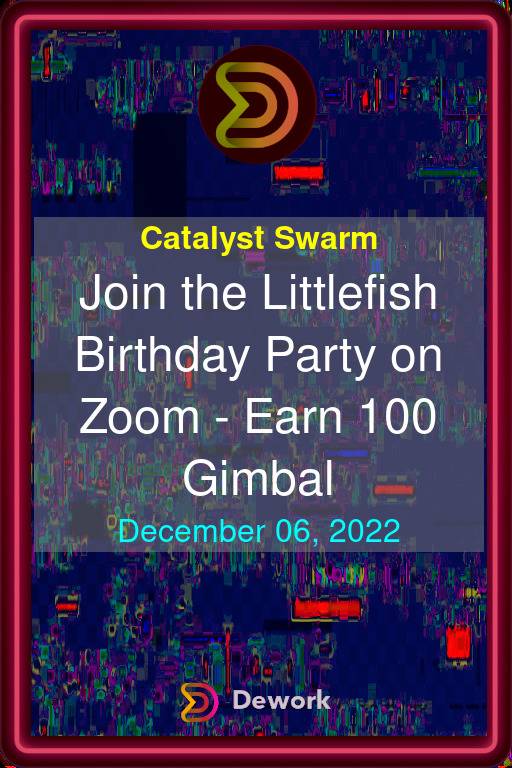 Catalyst Swarm
Join the Littlefish
Birthday Party on
Zoom - Earn 100
Gimbal
December 06, 2022
Dework